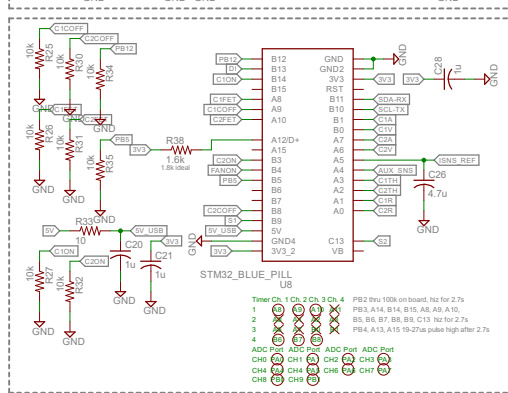 C1COFF
C2COFF
PB12
10k
R25
10k
R30
10k
R34
GND
GND
GND
C1FET
C2FET
PB5
10k
R26
10k
R31
10k
R35
GND
GND
GND
3V3
R38
1.6k
1.8k ideal
5V
R33
10
5V_USB
3V3
C20
1u
C21
1u
GND
GND
C1ON
C2ON
10k
R27
10k
R32
GND
GND
PB12 B12 GND
DI B13 GND2
C1ON B14 3V3 3V3
B15 RST
C1FET A8 B11 SDA-RX
C1COFF A9 B10 SCL-TX
C2FET A10 B1 C1A
B0 C1V
A12/D+ A7 C2A
A15 A6 C2V
C2ON B3 A5 ISNS_REF
FANON B4 A4 AUX_SNS
PB5 B5 A3 C1TH
B6 A2 C2TH
B7 A1 C1R
C2COFF B8 A0 C2R
S1 B9
5V_USB 5V
GND GND4 C13 S2
3V3 3V3_2 VB
STM32_BLUE_PILL
U8
GND
3V3
C28
1u
GND
C26
4.7u
GND
Timer Ch. 1 Ch. 2 Ch. 3 Ch. 4 PB2 thru 100k on board, hiz for 2.7s
1 A8 A9 A10 A11 PB3, A14, B14, B15, A8, A9, A10,
2 B5, B6, B7, B8, B9, C13 hiz for 2.7s
3 PB4, A13, A15 19-27us pulse high after 2.7s
4 B6 B7 B8
ADC Port ADC Port ADC Port ADC Port
CH0 PA0 CH1 PA1 CH2 PA2 CH3 PA3
CH4 PA4 CH5 PA5 CH6 PA6 CH7 PA7
CH8 PB0 CH9 PB1